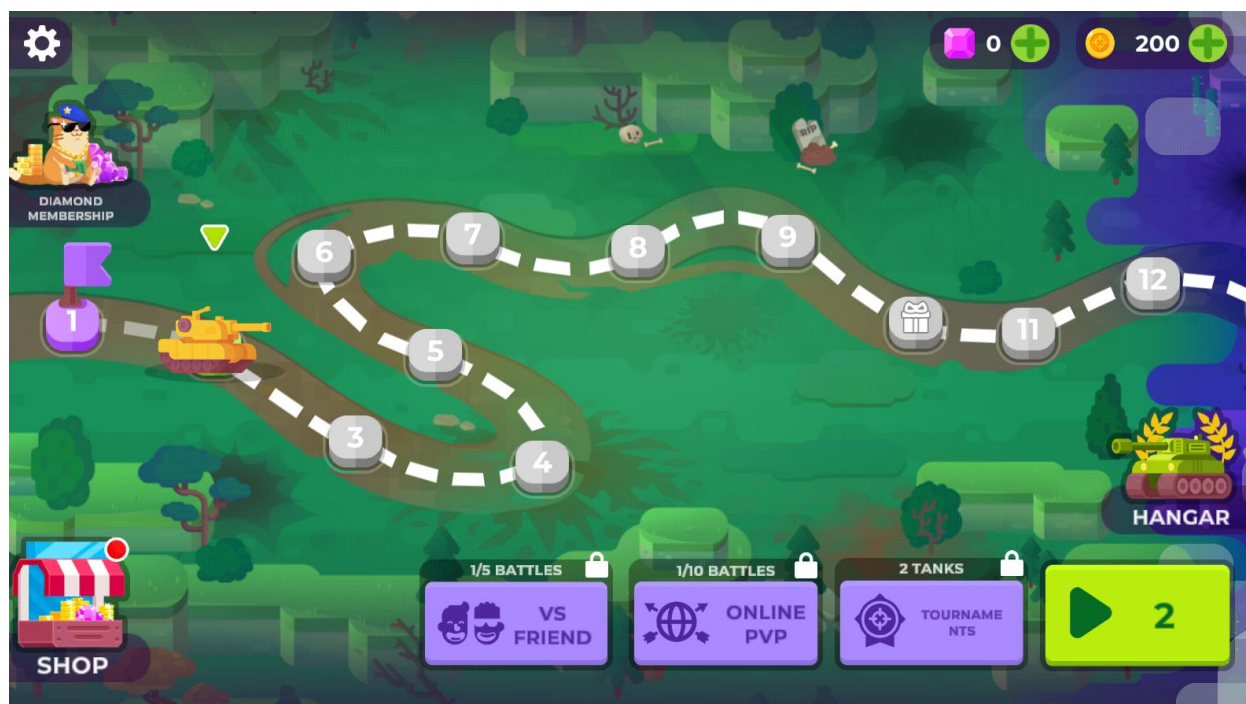 0
200
RIP
DIAMOND
MEMBERSHIP
6
7
8
9
12
1
11
5
3
4
HANGAR
1/5 BATTLES
1/10 BATTLES
2 TANKS
VS
FRIEND
ONLINE
PVP
TOURNAME
NTS
2
SHOP